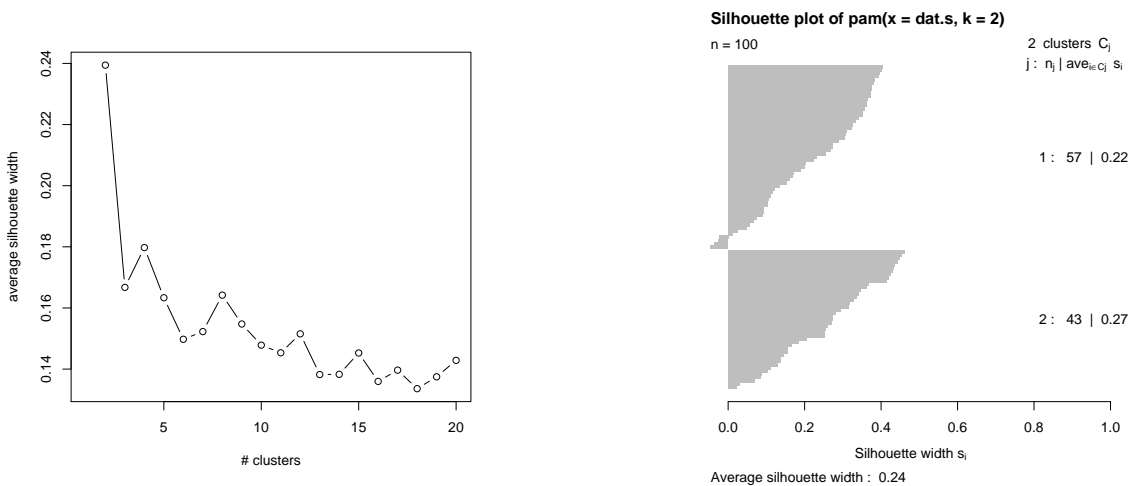 0.24
0.22
0.20
0.18
0.16
0.14
average silhouette width
5 10 15 20
# clusters
Silhouette plot of pam(x = dat.s, k = 2)
n = 100
2 clusters Cj
j : nj | avei∈Cj si
1 : 57 | 0.22
2 : 43 | 0.27
0.0 0.2 0.4 0.6 0.8 1.0
Silhouette width si
Average silhouette width : 0.24